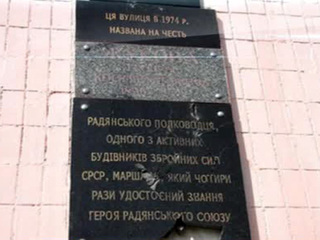 ЦЯ ВУЛИЦЯ В 1974 Р.
НАЗВАНА НА ЧЕСТЬ
РАДЯНСЬКОГО ПОЛКОВОДЦЯ,
ОДНОГО З АКТИВНИХ
БУДІВНИКІВ ЗБРОЙНИХ СИЛ
СРСР, МАРШАЛА, ЯКИЙ ЧОТИРИ
РАЗИ УДОСТОЄНИЙ ЗВАННЯ
ГЕРОЯ РАДЯНСЬКОГО СОЮЗУ